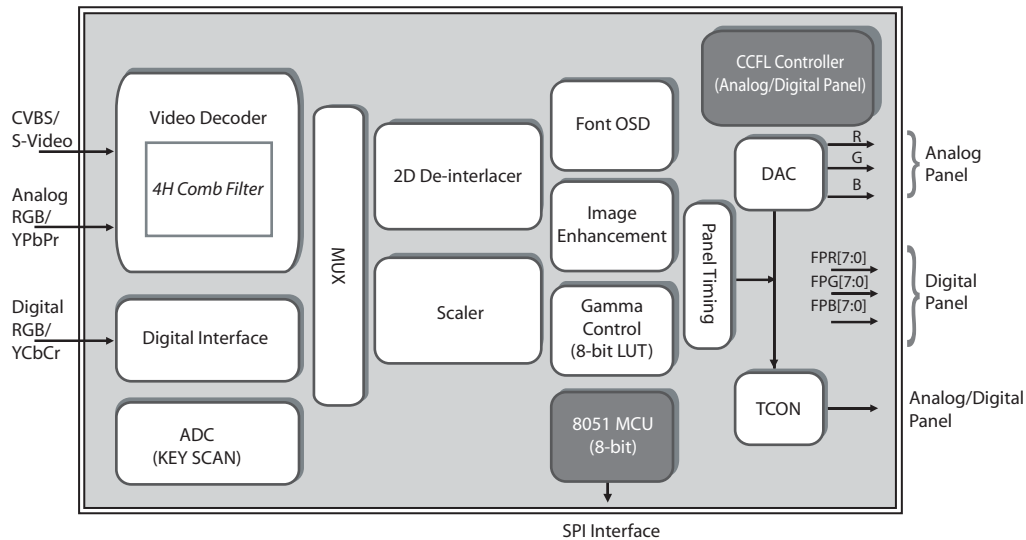 CVBS/
S-Video
Analog
RGB/
YPbPr
Digital
RGB/
YCbCr
Video Decoder
4H Comb Filter
Digital Interface
ADC
(KEY SCAN)
MUX
2D De-interlacer
Scaler
Font OSD
Image
Enhancement
Gamma
Control
(8-bit LUT)
8051 MCU
(8-bit)
SPI Interface
Panel Timing
CCFL Controller
(Analog/Digital Panel)
DAC
R
G
B
Analog
Panel
FPR[7:0]
FPG[7:0]
FPB[7:0]
Digital
Panel
TCON
Analog/Digital
Panel